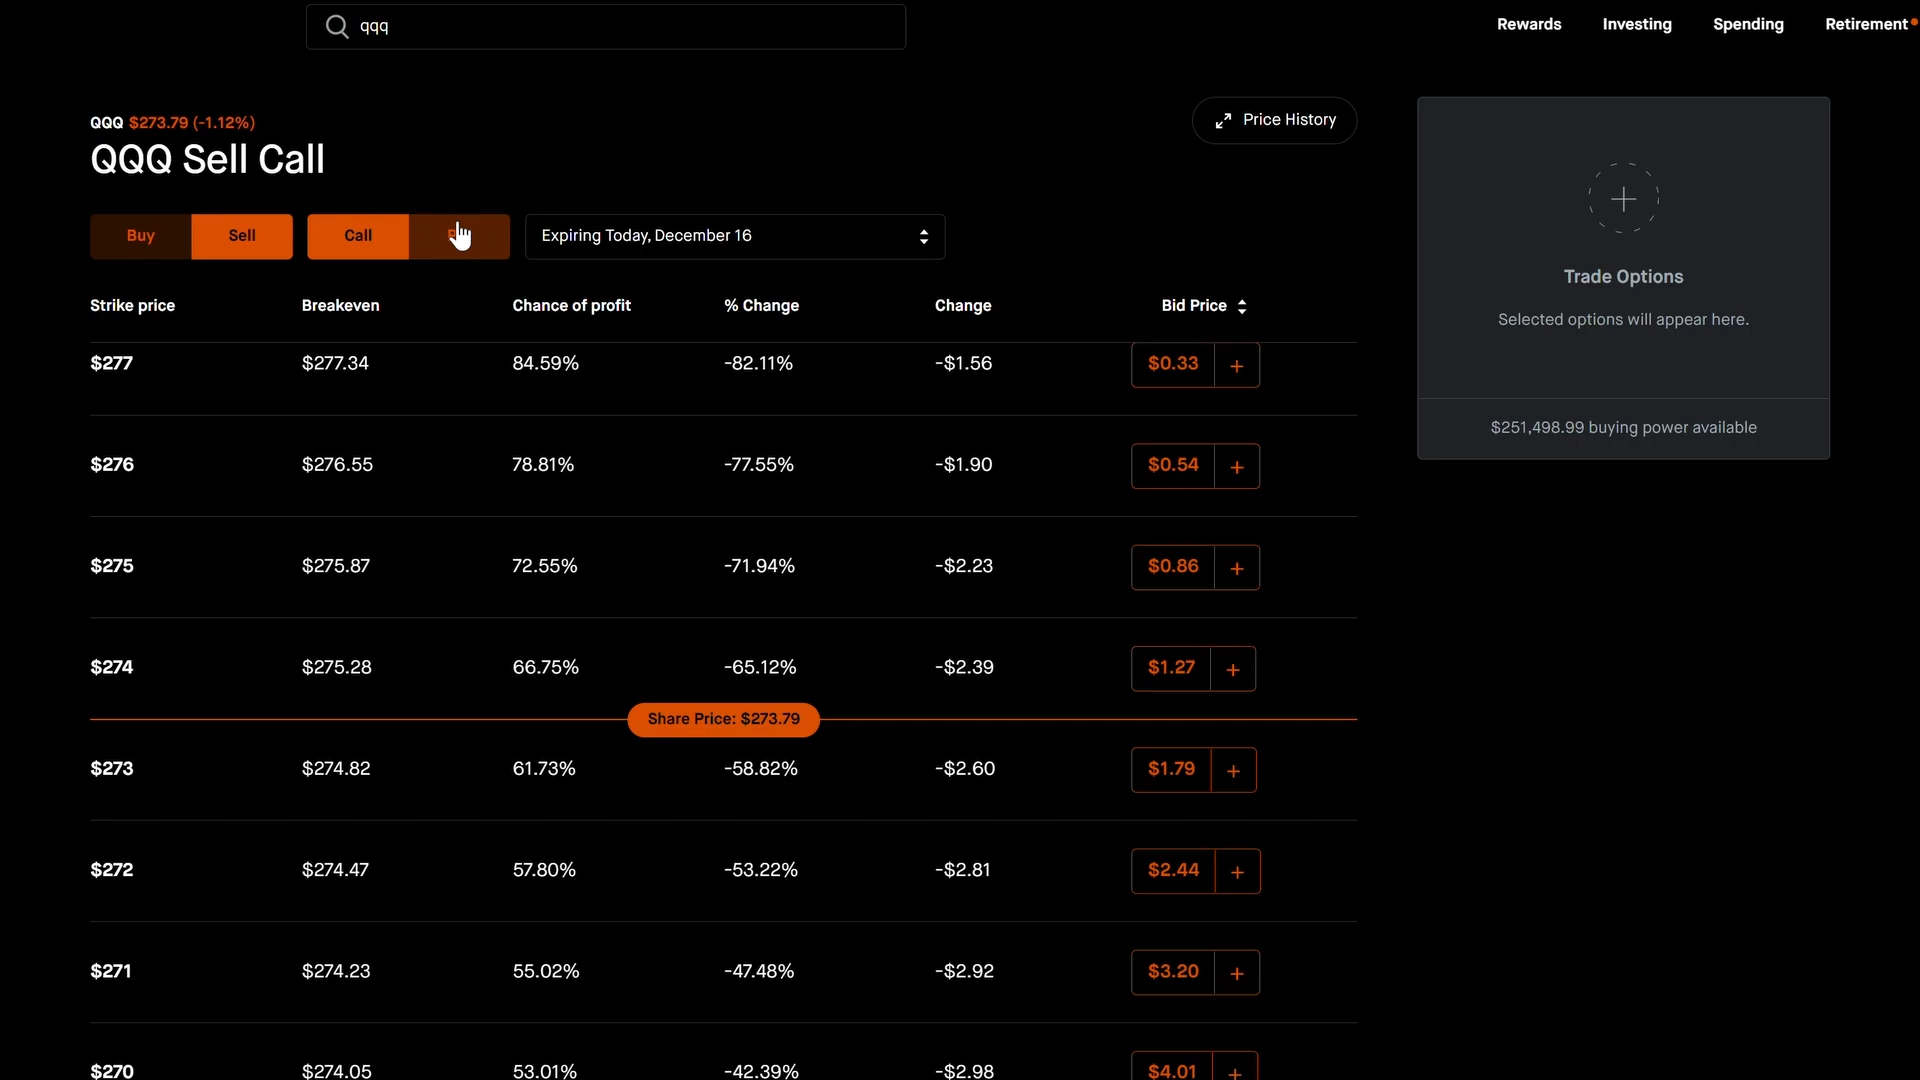 qqq
Rewards Investing Spending Retirement
QQQ $273.79 (-1.12%)
QQQ Sell Call
Price History
Buy Sell Call Expiring Today, December 16
Strike price Breakeven Chance of profit % Change Change Bid Price
$277 $277.34 84.59% -82.11% -$1.56 $0.33 +
$276 $276.55 78.81% -77.55% -$1.90 $0.54 +
$275 $275.87 72.55% -71.94% -$2.23 $0.86 +
$274 $275.28 66.75% -65.12% -$2.39 $1.27 +
Share Price: $273.79
$273 $274.82 61.73% -58.82% -$2.60 $1.79 +
$272 $274.47 57.80% -53.22% -$2.81 $2.44 +
$271 $274.23 55.02% -47.48% -$2.92 $3.20 +
$270 $274.05 53.01% -42.39% -$2.98 $4.01 +
Trade Options
Selected options will appear here.
$251,498.99 buying power available